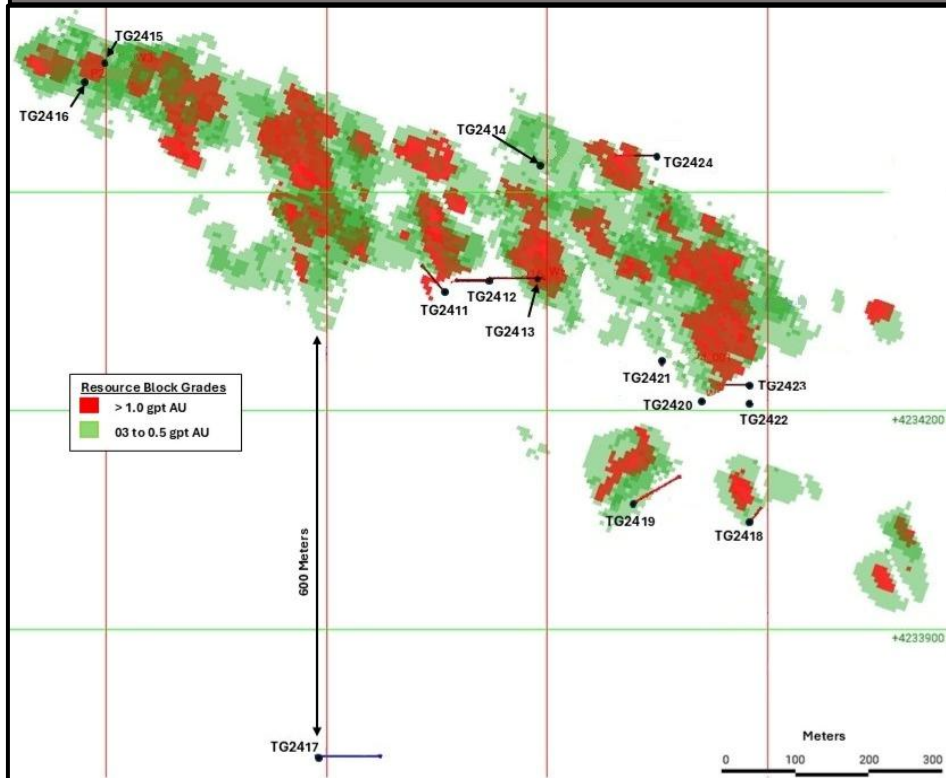 TG2415
TG2416
TG2414
TG2424
TG2411
TG2412
TG2413
TG2421
TG2423
TG2420
TG2422
Resource Block Grades
> 1.0 gpt AU
03 to 0.5 gpt AU
+4234200
TG2419
TG2418
600 Meters
+4233900
TG2417
Meters
0 100 200 300